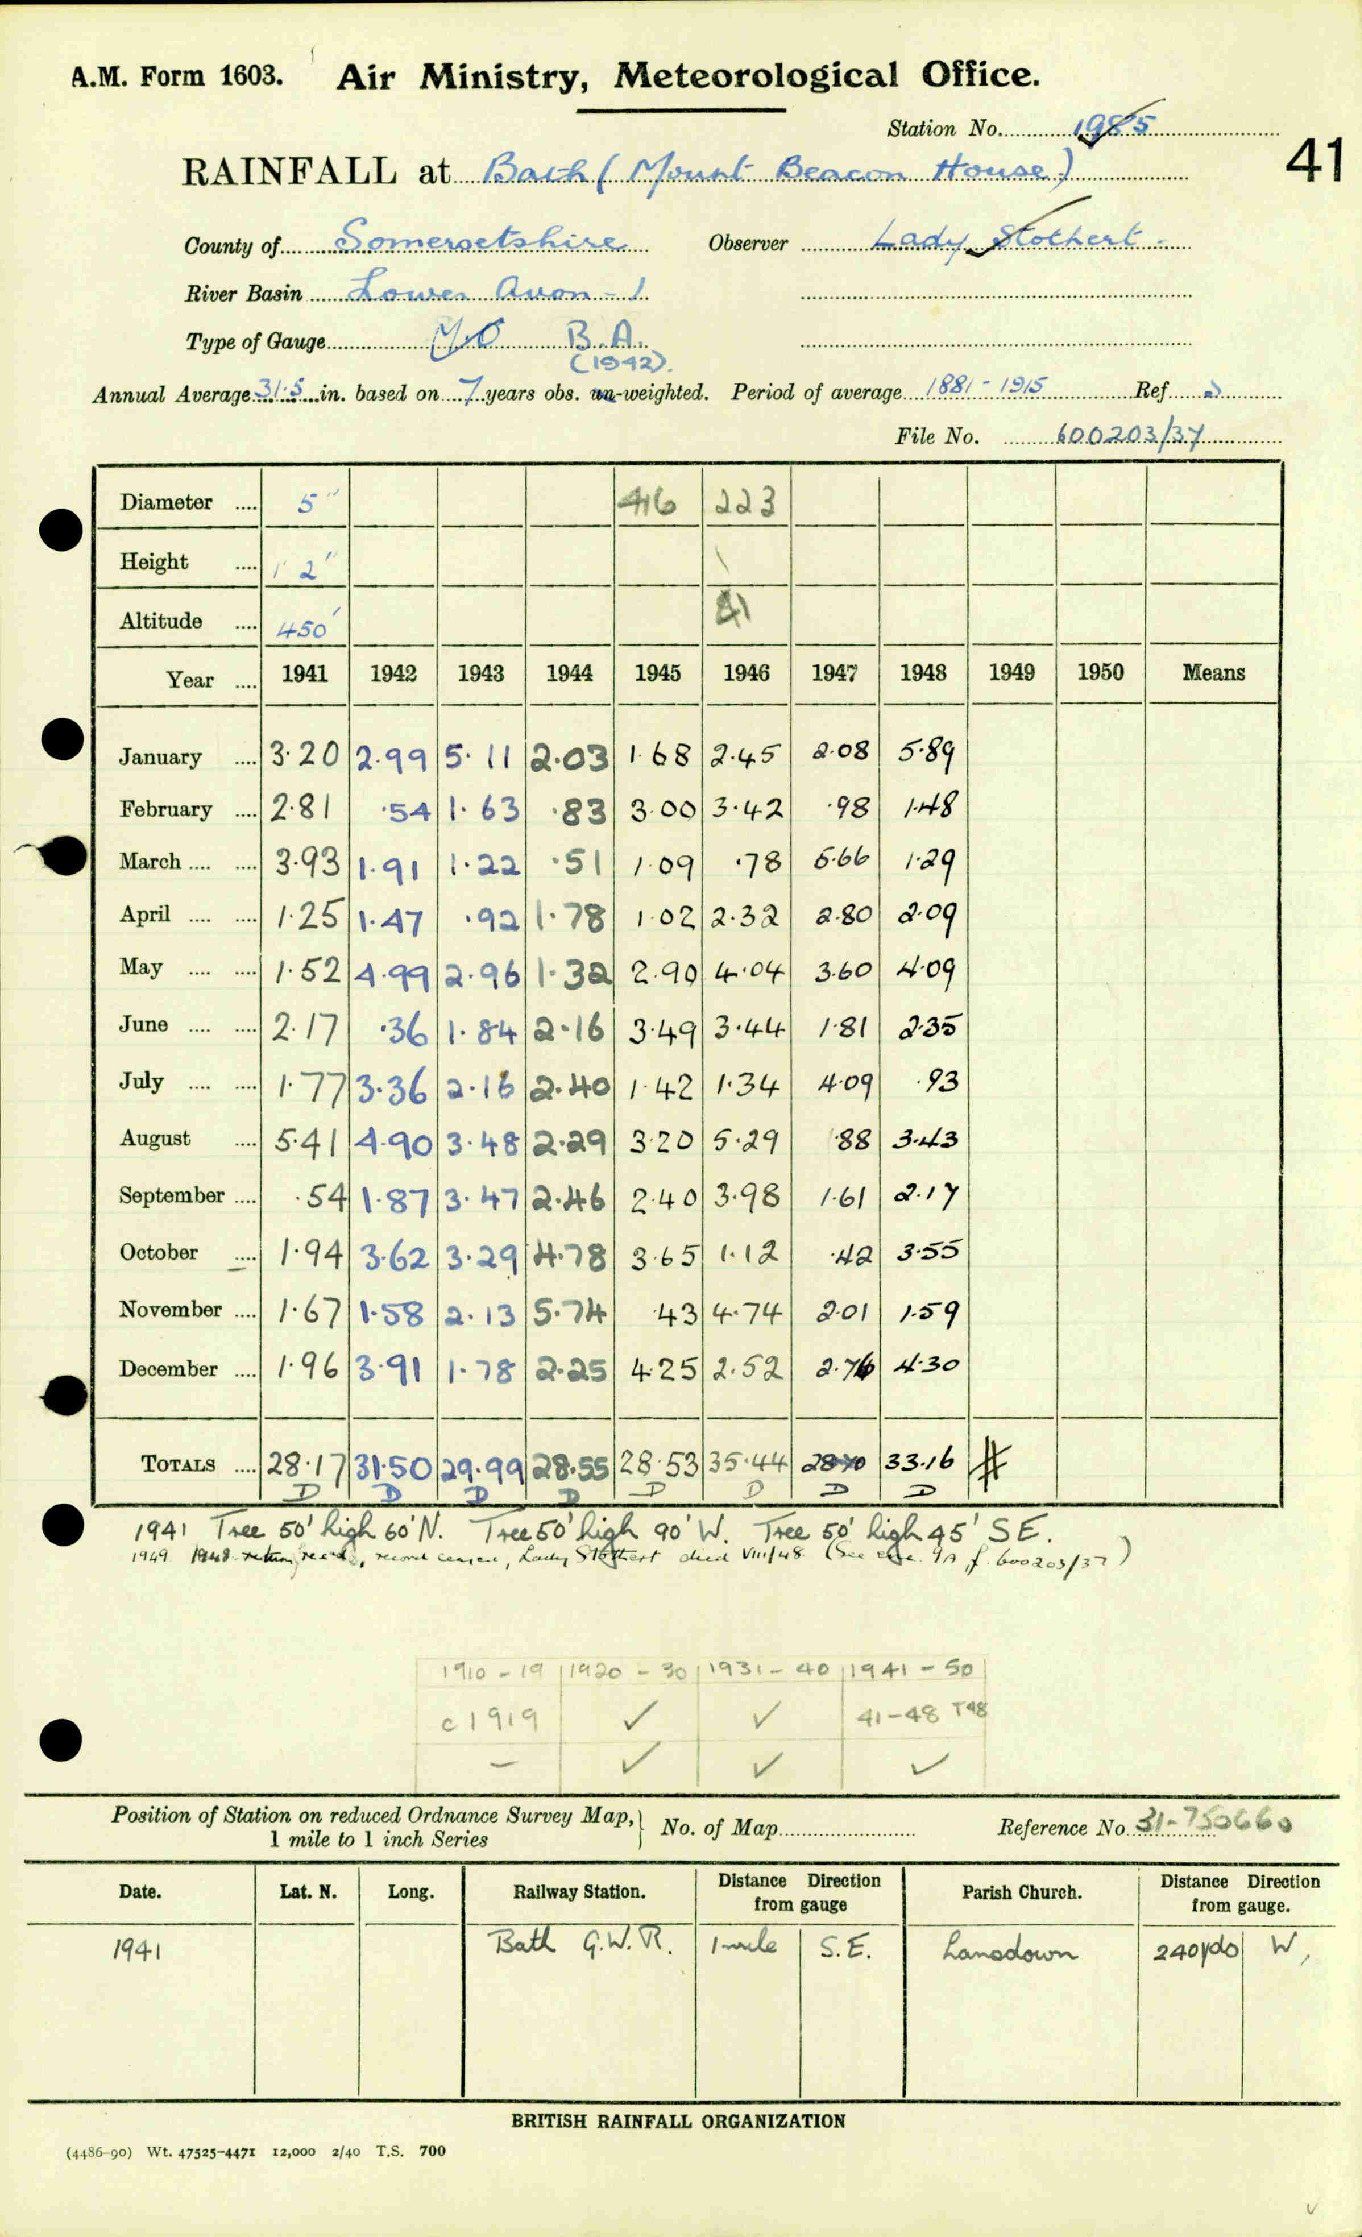 A.M. Form 1603. Air Ministry, Meteorological Office.
Station No. 1985
41
RAINFALL at Bath (Mount Beacon House)
County of Somersetshire Observer Lady Stothert
River Basin Lower Avon - 1
Type of Gauge M.O B.A.
(1942).
Annual Average 31.5 in. based on 7 years obs. un-weighted. Period of average 1881-1915 Ref.
File No. 600203/37
Diameter .... 5" 416 223
Height .... 1' 2"
Altitude .... 450' 41
Year .... 1941 1942 1943 1944 1945 1946 1947 1948 1949 1950 Means
January .... 3.20 2.99 5.11 2.03 1.68 2.45 2.08 5.89
February .... 2.81 .54 1.63 .83 3.00 3.42 .98 1.48
March .... .... 3.93 1.91 1.22 .51 1.09 .78 5.66 1.29
April .... .... 1.25 1.47 .92 1.78 1.02 2.32 2.80 2.09
May .... .... 1.52 4.99 2.96 1.32 2.90 4.04 3.60 4.09
June .... .... 2.17 .36 1.84 2.16 3.49 3.44 1.81 2.35
July .... .... 1.77 3.36 2.16 2.40 1.42 1.34 4.09 .93
August .... 5.41 4.90 3.48 2.29 3.20 5.29 .88 3.43
September .... .54 1.87 3.47 2.46 2.40 3.98 1.61 2.17
October .... 1.94 3.62 3.29 4.78 3.65 1.12 .42 3.55
November .... 1.67 1.58 2.13 5.74 .43 4.74 2.01 1.59
December .... 1.96 3.91 1.78 2.25 4.25 2.52 2.76 4.30
TOTALS .... 28.17 31.50 29.99 28.55 28.53 35.44 28.70 33.16 #
D D D D D D D D
1941 Tree 50' high 60' N. Tree 50' high 90' W. Tree 50' high 45' S E.
1949 1948 return recd, record ceased, Lady Stothert died VIII/48 (See enc. 9A f. 600203/37)
1910-19 1920-30 1931-40 1941-50
c1919 ✓ ✓ 41-48 T48
- ✓ ✓ ✓
Position of Station on reduced Ordnance Survey Map, 1 mile to 1 inch Series } No. of Map Reference No. 31-750660
Date. Lat. N. Long. Railway Station. Distance Direction from gauge Parish Church. Distance Direction from gauge.
1941 Bath G.W.R. 1 mile S.E. Lansdown 240yds W,
BRITISH RAINFALL ORGANIZATION
(4486-90) Wt. 47525-4471 12,000 2/40 T.S. 700